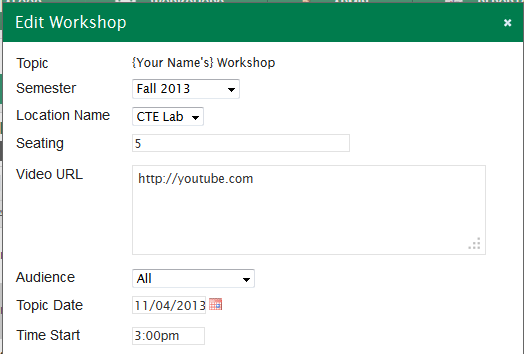 Edit Workshop
Topic {Your Name's} Workshop
Semester Fall 2013
Location Name CTE Lab
Seating 5
Video URL http://youtube.com
Audience All
Topic Date 11/04/2013
Time Start 3:00pm